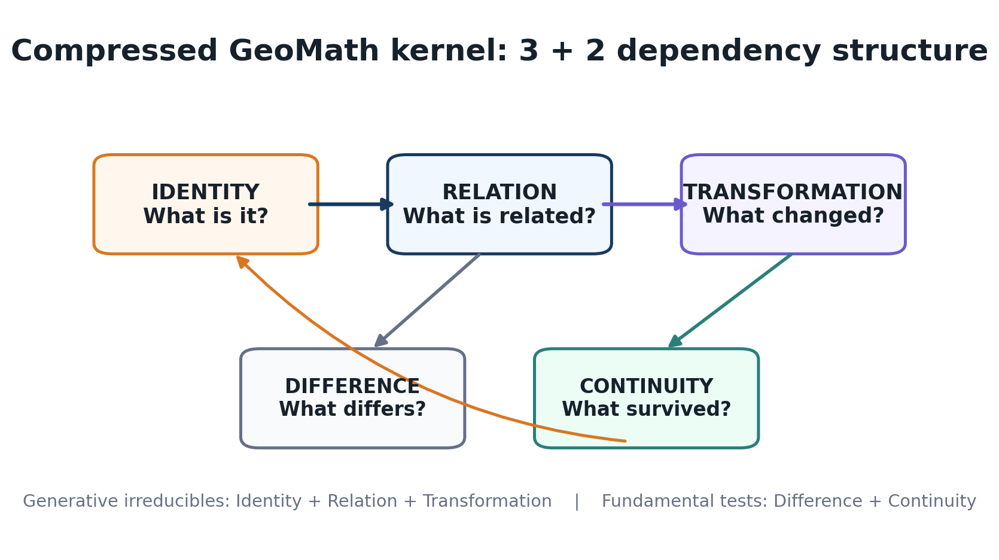 Compressed GeoMath kernel: 3 + 2 dependency structure
IDENTITY
What is it?
RELATION
What is related?
TRANSFORMATION
What changed?
DIFFERENCE
What differs?
CONTINUITY
What survived?
Generative irreducibles: Identity + Relation + Transformation | Fundamental tests: Difference + Continuity